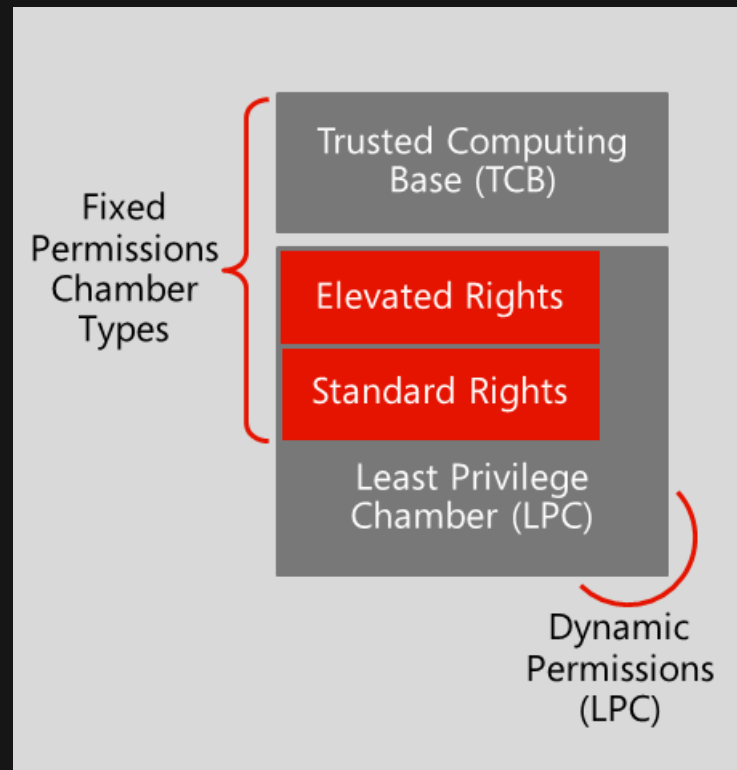 Trusted Computing
Base (TCB)
Fixed
Permissions
Chamber
Types
Elevated Rights
Standard Rights
Least Privilege
Chamber (LPC)
Dynamic
Permissions
(LPC)